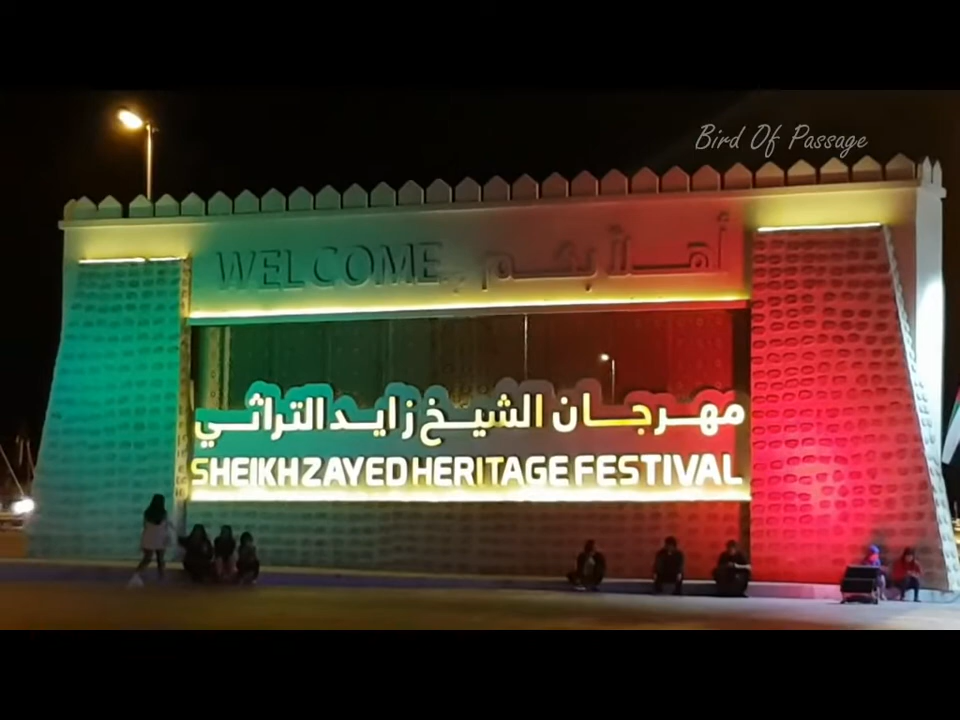 Bird Of Passage
WELCOME أهلاً بكم
مهرجان الشيخ زايد التراثي
SHEIKH ZAYED HERITAGE FESTIVAL